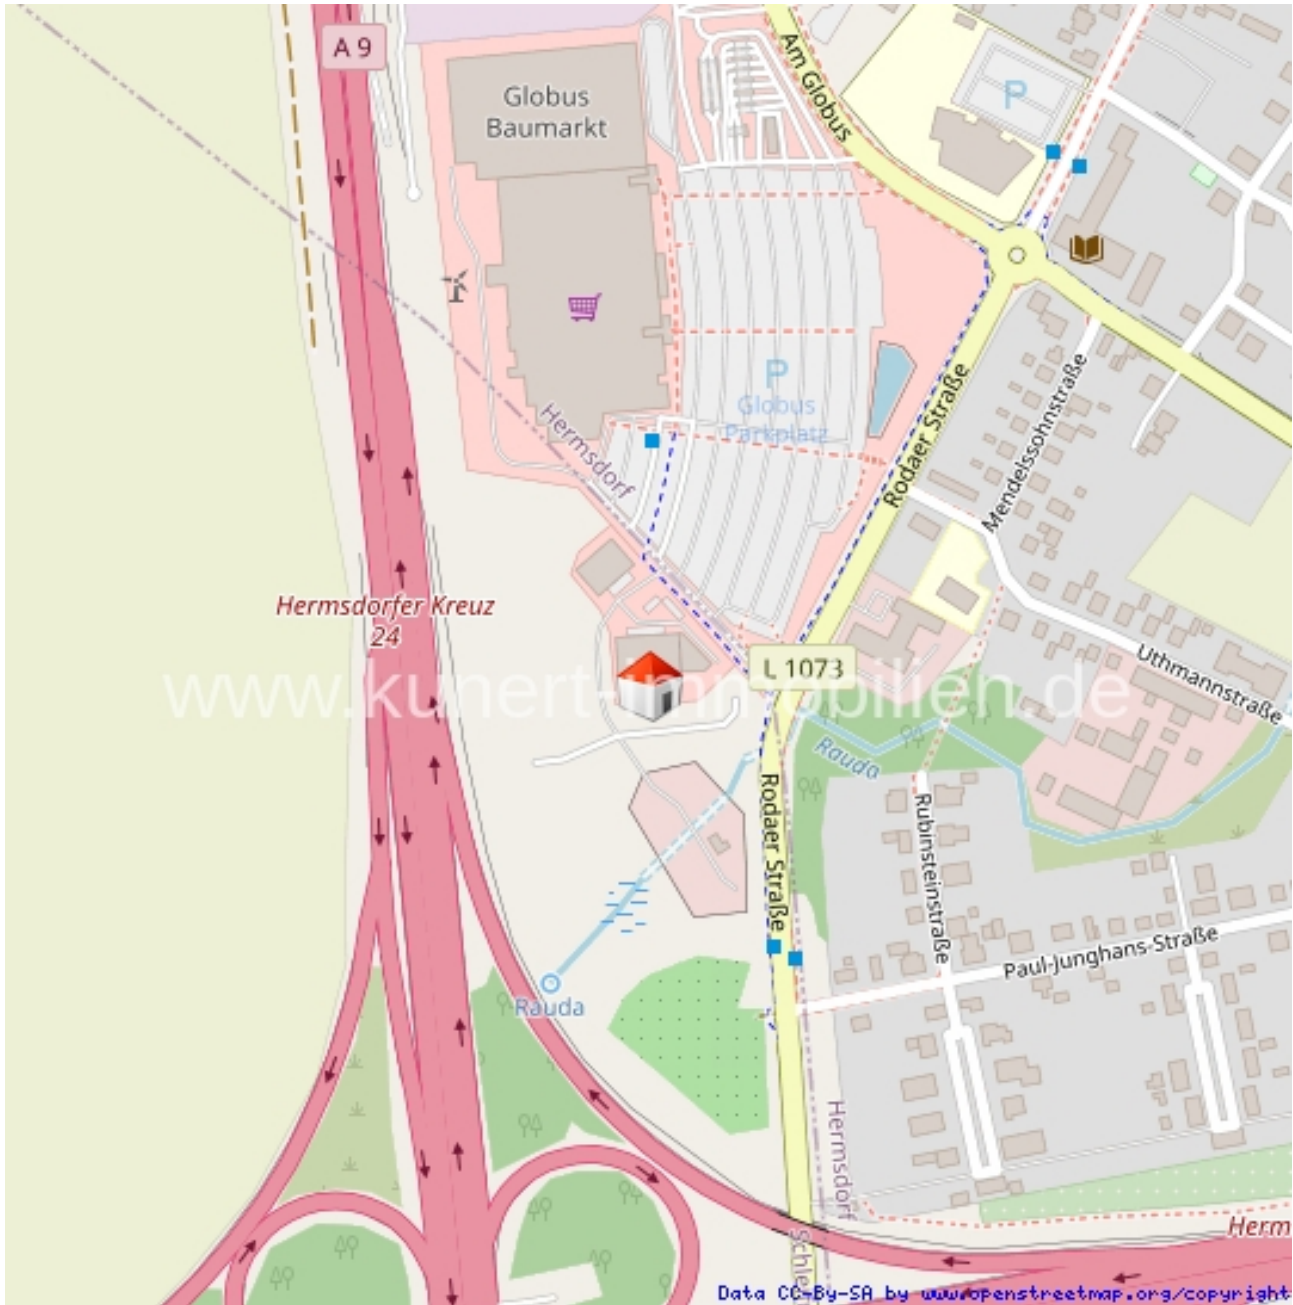 A 9
Globus
Baumarkt
Am Globus
P
Hermsdorf
P
Globus
Parkplatz
Rodaer Straße
Mendelssohnstraße
Hermsdorfer Kreuz
24
L 1073
www.kunert-immobilien.de
Uthmannstraße
Rauda
Rodaer Straße
Rubinsteinstraße
Paul-Junghans-Straße
Rauda
Hermsdorf
Schlei
Herm
Data CC-By-SA by www.openstreetmap.org/copyright